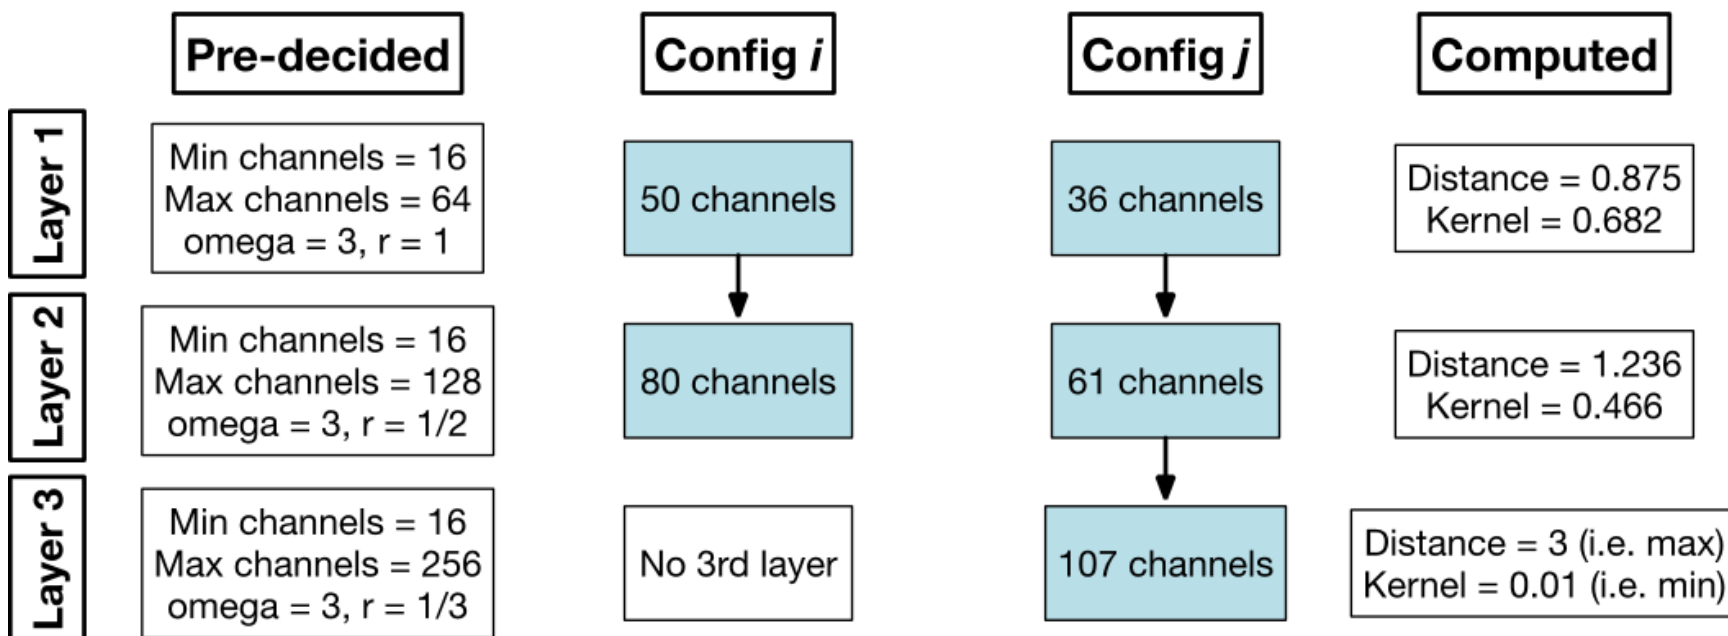 Pre-decided
Config i
Config j
Computed
Layer 1
Min channels = 16
Max channels = 64
omega = 3, r = 1
50 channels
36 channels
Distance = 0.875
Kernel = 0.682
Layer 2
Min channels = 16
Max channels = 128
omega = 3, r = 1/2
80 channels
61 channels
Distance = 1.236
Kernel = 0.466
Layer 3
Min channels = 16
Max channels = 256
omega = 3, r = 1/3
No 3rd layer
107 channels
Distance = 3 (i.e. max)
Kernel = 0.01 (i.e. min)